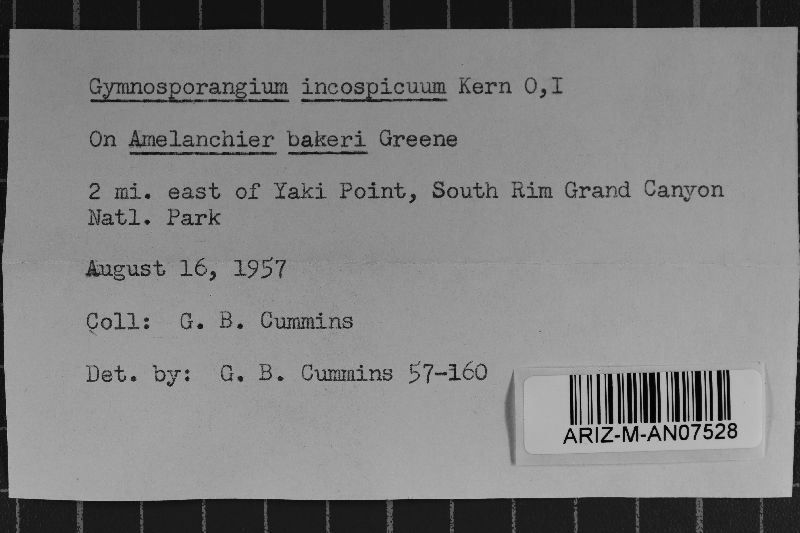 Gymnosporangium incospicuum Kern O,I
On Amelanchier bakeri Greene
2 mi. east of Yaki Point, South Rim Grand Canyon
Natl. Park
August 16, 1957
Coll: G. B. Cummins
Det. by: G. B. Cummins 57-160
ARIZ-M-AN07528